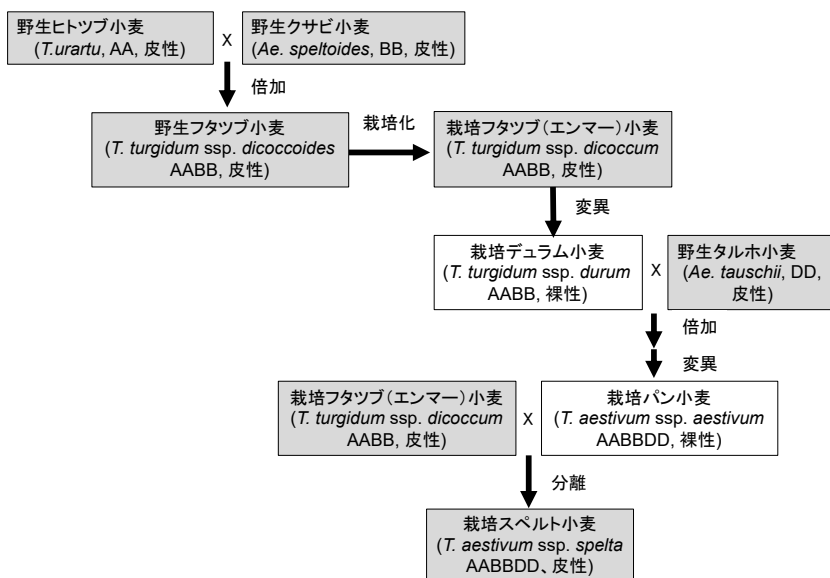 野生ヒトツブ小麦
(T.urartu, AA, 皮性)
X
野生クサビ小麦
(Ae. speltoides, BB, 皮性)
倍加
野生フタツブ小麦
(T. turgidum ssp. dicoccoides
AABB, 皮性)
栽培化
栽培フタツブ(エンマー)小麦
(T. turgidum ssp. dicoccum
AABB, 皮性)
変異
栽培デュラム小麦
(T. turgidum ssp. durum
AABB, 裸性)
X
野生タルホ小麦
(Ae. tauschii, DD,
皮性)
倍加
変異
栽培フタツブ(エンマー)小麦
(T. turgidum ssp. dicoccum
AABB, 皮性)
X
栽培パン小麦
(T. aestivum ssp. aestivum
AABBDD, 裸性)
分離
栽培スペルト小麦
(T. aestivum ssp. spelta
AABBDD、皮性)